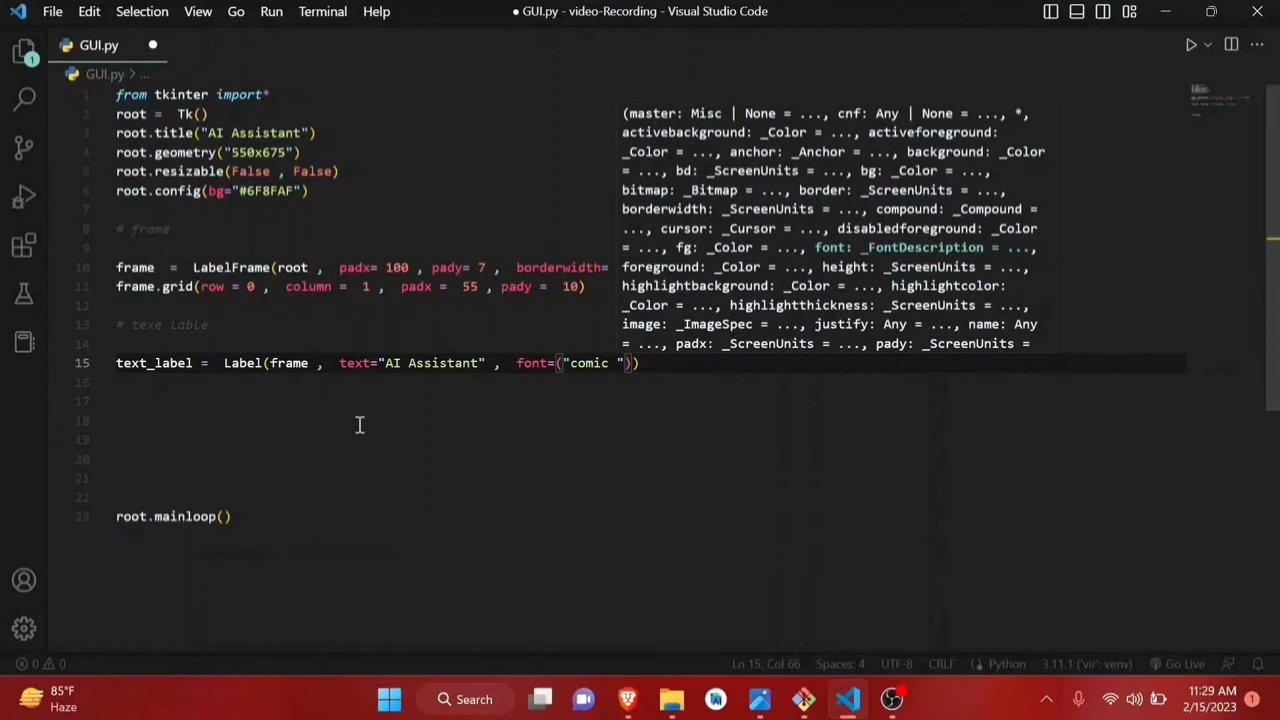 File Edit Selection View Go Run Terminal Help ● GUI.py - video-Recording - Visual Studio Code
GUI.py
GUI.py > ...
1 from tkinter import*
2 root = Tk()
3 root.title("AI Assistant")
4 root.geometry("550x675")
5 root.resizable(False , False)
6 root.config(bg="#6F8FAF")
7
8 # frame
9
10 frame = LabelFrame(root , padx= 100 , pady= 7 , borderwidth=
11 frame.grid(row = 0 , column = 1 , padx = 55 , pady = 10)
12
13 # texe lable
14
15 text_label = Label(frame , text="AI Assistant" , font=("comic "))
16
17
18
19
20
21
22
23 root.mainloop()
(master: Misc | None = ..., cnf: Any | None = ..., *,
activebackground: _Color = ..., activeforeground:
_Color = ..., anchor: _Anchor = ..., background: _Color
= ..., bd: _ScreenUnits = ..., bg: _Color = ...,
bitmap: _Bitmap = ..., border: _ScreenUnits = ...,
borderwidth: _ScreenUnits = ..., compound: _Compound =
..., cursor: _Cursor = ..., disabledforeground: _Color
= ..., fg: _Color = ..., font: _FontDescription = ...,
foreground: _Color = ..., height: _ScreenUnits = ...,
highlightbackground: _Color = ..., highlightcolor:
_Color = ..., highlightthickness: _ScreenUnits = ...,
image: _ImageSpec = ..., justify: Any = ..., name: Any
= ..., padx: _ScreenUnits = ..., pady: _ScreenUnits =
1
0 0 Ln 15, Col 66 Spaces: 4 UTF-8 CRLF Python 3.11.1 ('vir': venv) Go Live
85°F
Haze
Search
11:29 AM
2/15/2023
1